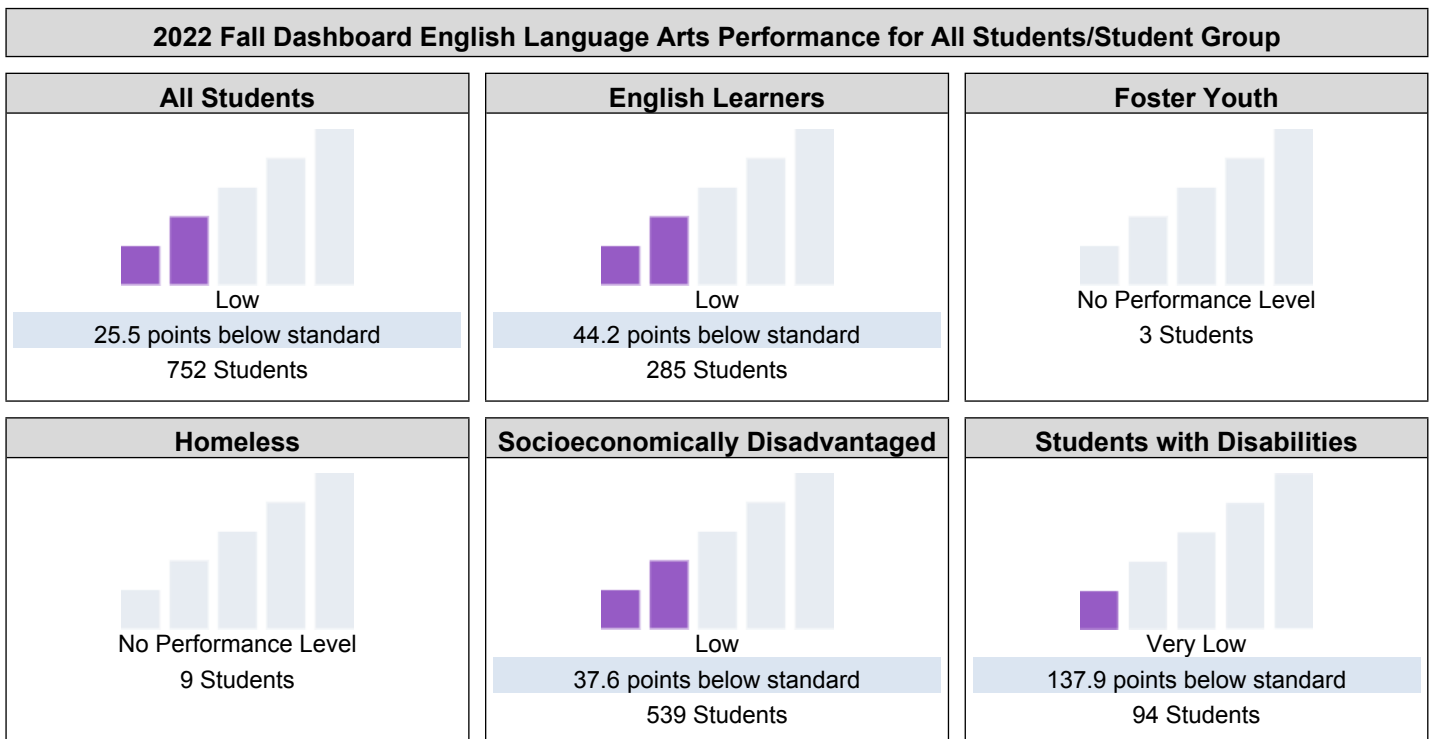 2022 Fall Dashboard English Language Arts Performance for All Students/Student Group
All Students
Low
25.5 points below standard
752 Students
English Learners
Low
44.2 points below standard
285 Students
Foster Youth
No Performance Level
3 Students
Homeless
No Performance Level
9 Students
Socioeconomically Disadvantaged
Low
37.6 points below standard
539 Students
Students with Disabilities
Very Low
137.9 points below standard
94 Students